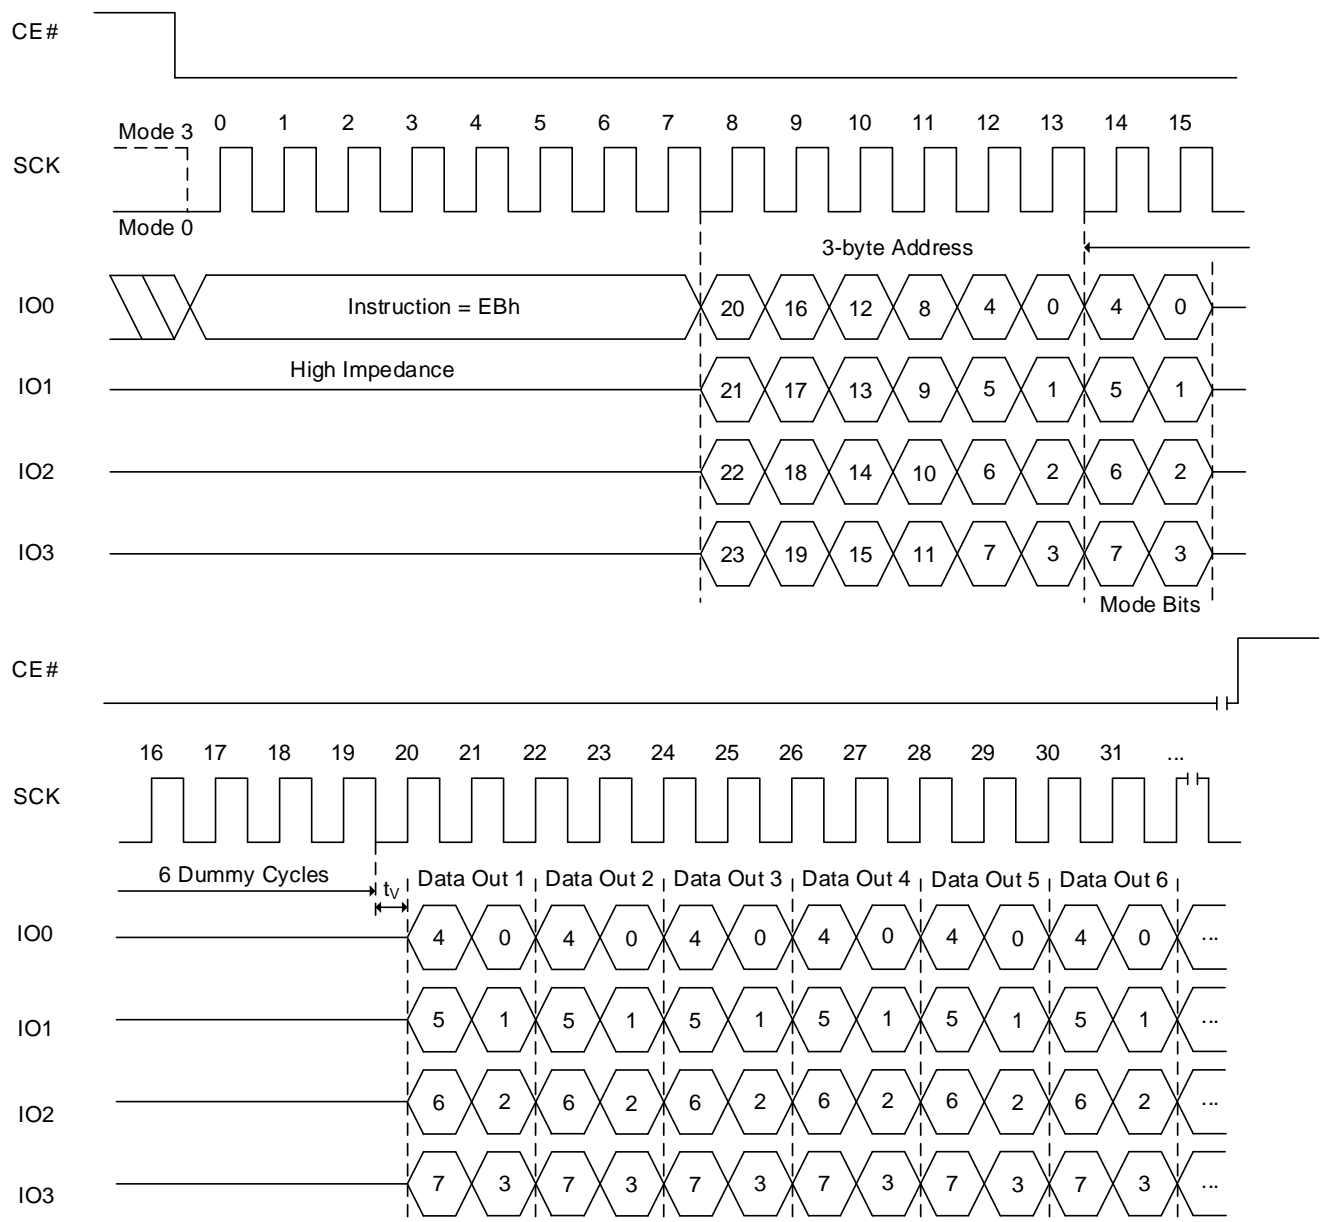 CE#
Mode 3 0 1 2 3 4 5 6 7 8 9 10 11 12 13 14 15
SCK
Mode 0
3-byte Address
IO0 Instruction = EBh 20 16 12 8 4 0 4 0
High Impedance
IO1 21 17 13 9 5 1 5 1
IO2 22 18 14 10 6 2 6 2
IO3 23 19 15 11 7 3 7 3
Mode Bits
CE#
16 17 18 19 20 21 22 23 24 25 26 27 28 29 30 31 ...
SCK
6 Dummy Cycles tV Data Out 1 Data Out 2 Data Out 3 Data Out 4 Data Out 5 Data Out 6
IO0 4 0 4 0 4 0 4 0 4 0 4 0 ...
IO1 5 1 5 1 5 1 5 1 5 1 5 1 ...
IO2 6 2 6 2 6 2 6 2 6 2 6 2 ...
IO3 7 3 7 3 7 3 7 3 7 3 7 3 ...